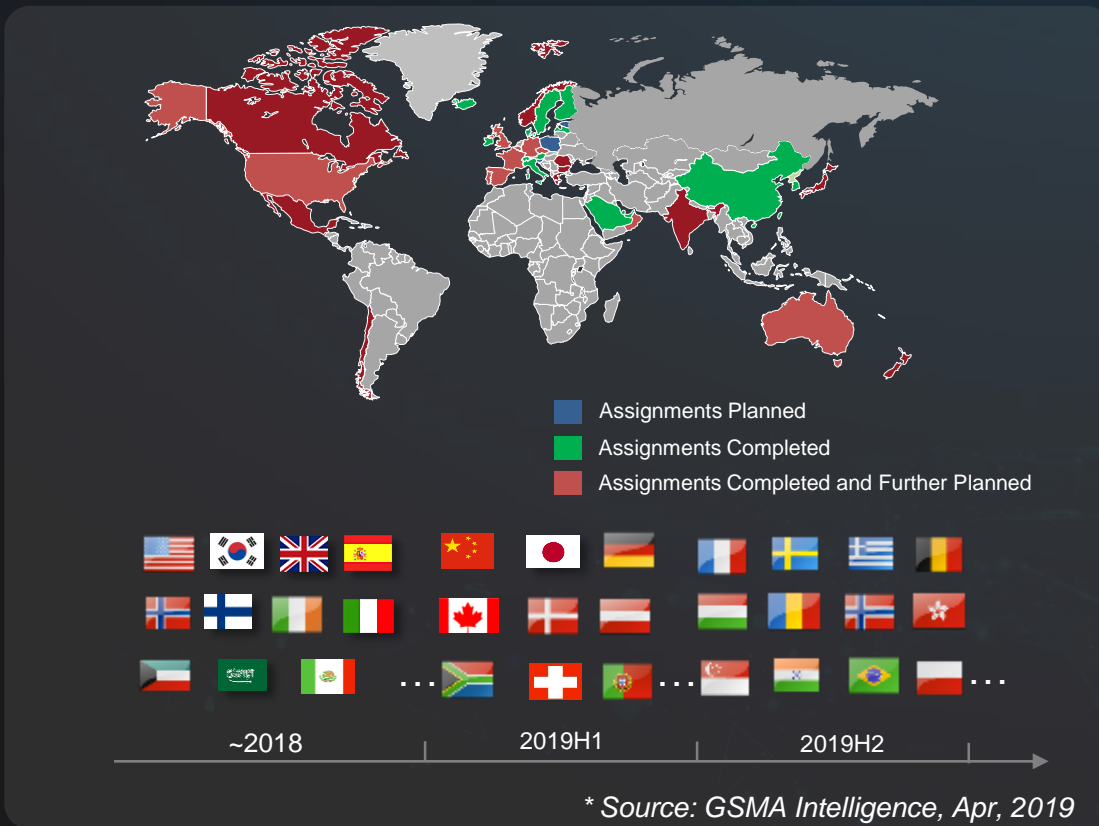 Assignments Planned
Assignments Completed
Assignments Completed and Further Planned
...
...
...
~2018
2019H1
2019H2
* Source: GSMA Intelligence, Apr, 2019